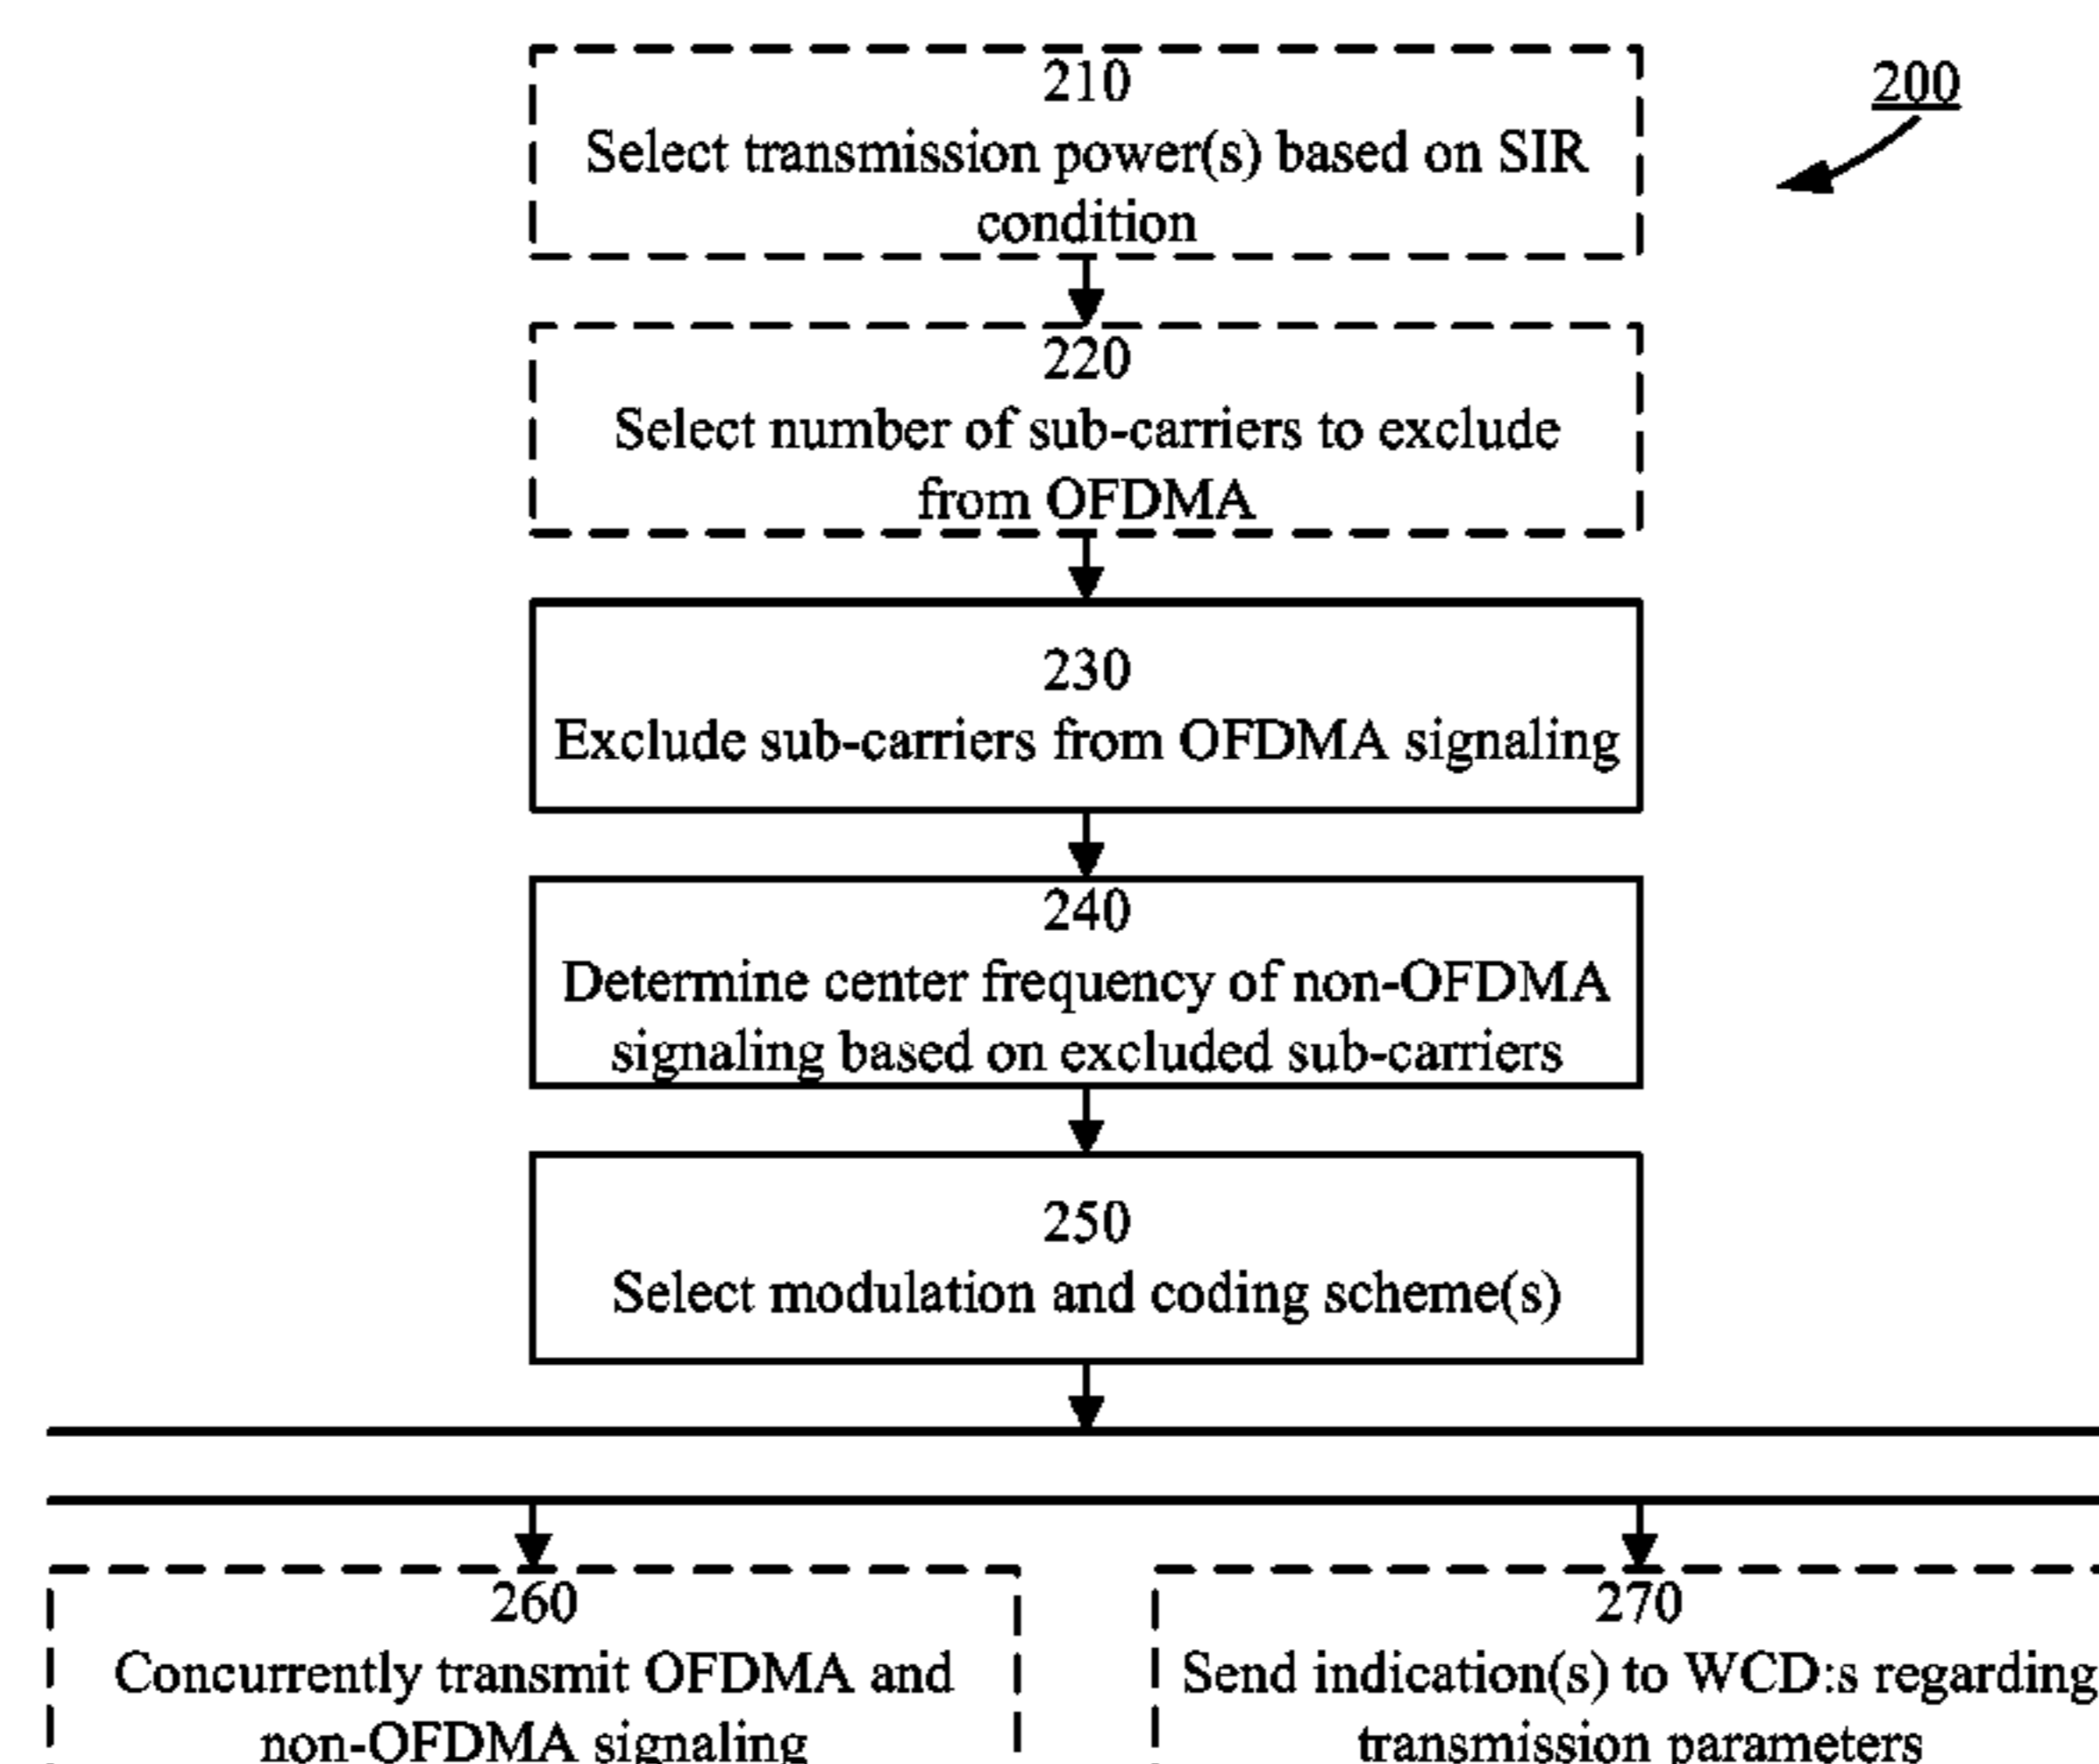 200
210
Select transmission power(s) based on SIR
condition
220
Select number of sub-carriers to exclude
from OFDMA
230
Exclude sub-carriers from OFDMA signaling
240
Determine center frequency of non-OFDMA
signaling based on excluded sub-carriers
250
Select modulation and coding scheme(s)
260
Concurrently transmit OFDMA and
non-OFDMA signaling
270
Send indication(s) to WCD:s regarding
transmission parameters